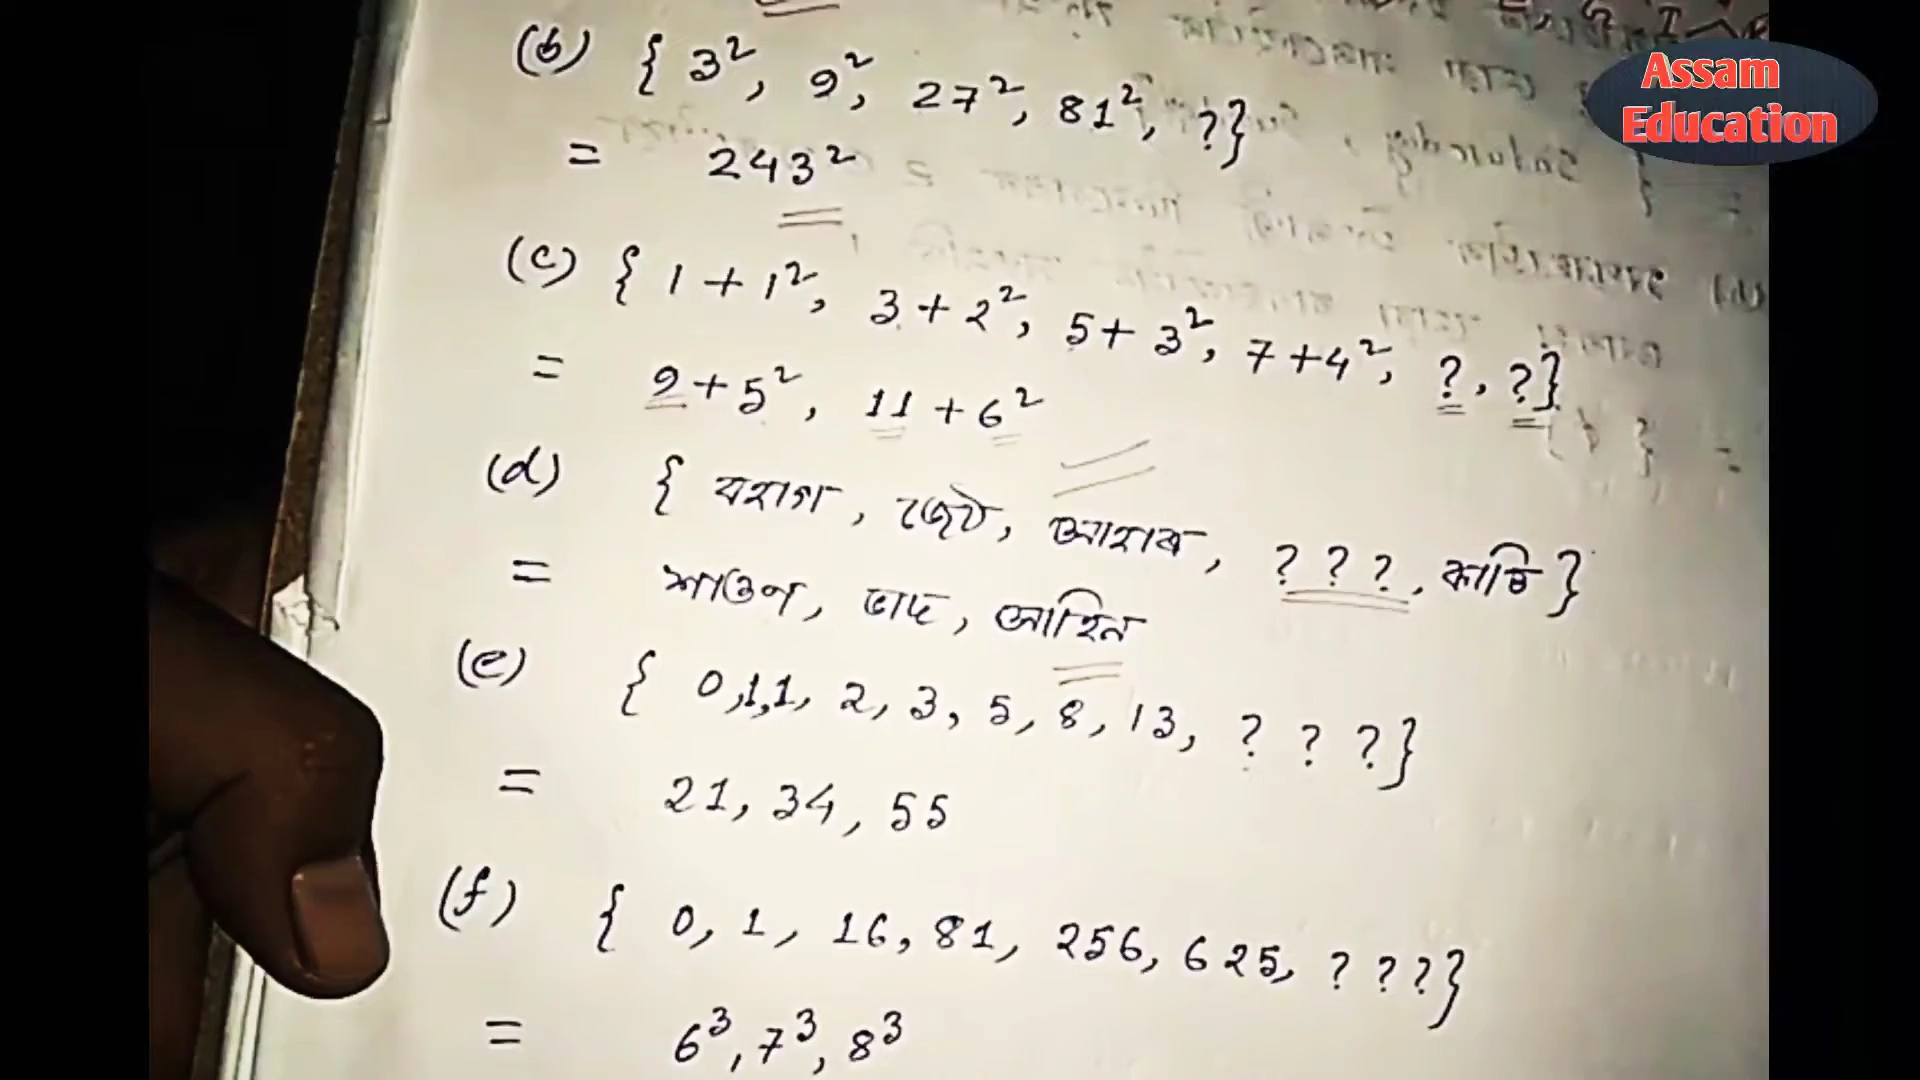 Assam
Education
(b) { 3², 9², 27², 81², ?}
= 243²
(c) { 1+1², 3+2², 5+3², 7+4², ?, ?}
= 9+5², 11+6²
(d) { বহাগ, জেঠ, আহাৰ, ? ? ?, কাতি }
= শাওণ, ভাদ, আহিন
(e) { 0,1,1, 2, 3, 5, 8, 13, ? ? ?}
= 21, 34, 55
(f) { 0, 1, 16, 81, 256, 625, ? ? ?}
= 6³, 7³, 8³